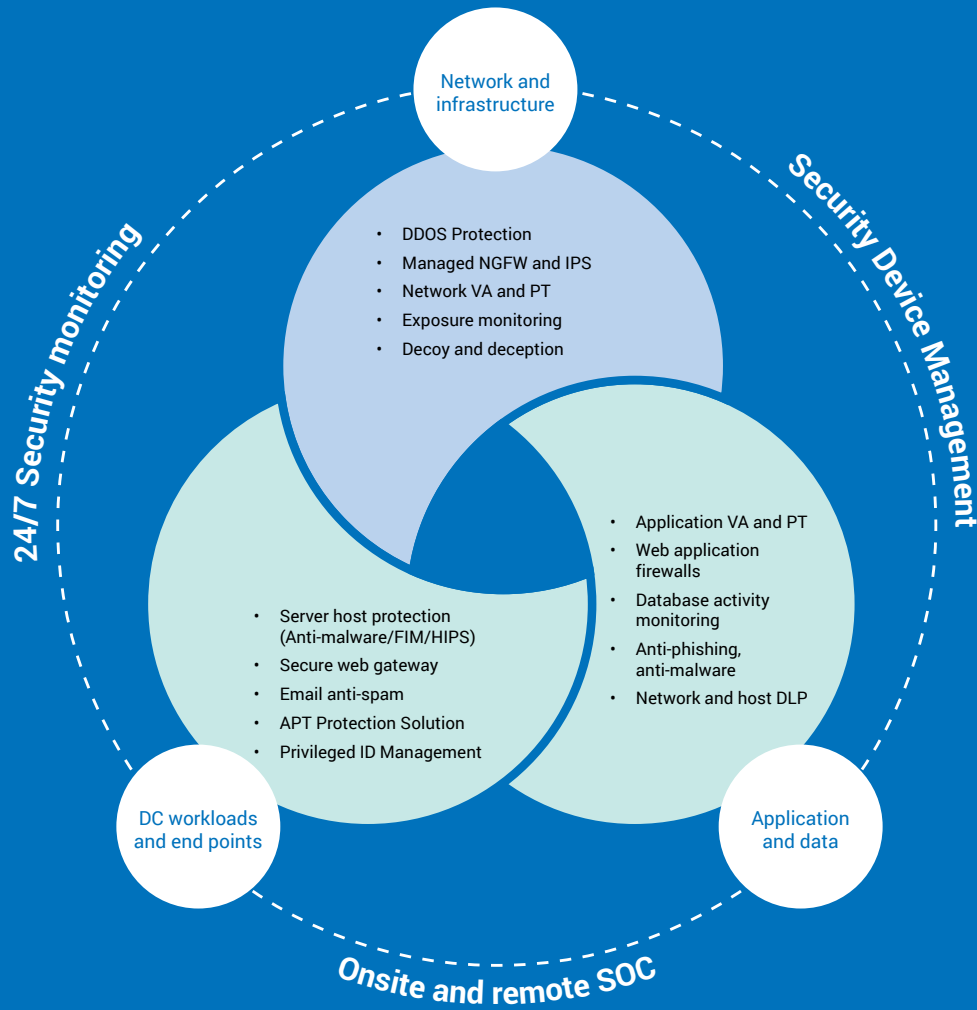 Network and
infrastructure
24/7 Security monitoring
Security Device Management
• DDOS Protection
• Managed NGFW and IPS
• Network VA and PT
• Exposure monitoring
• Decoy and deception
• Application VA and PT
• Web application
firewalls
• Database activity
monitoring
• Anti-phishing,
anti-malware
• Network and host DLP
• Server host protection
(Anti-malware/FIM/HIPS)
• Secure web gateway
• Email anti-spam
• APT Protection Solution
• Privileged ID Management
DC workloads
and end points
Application
and data
Onsite and remote SOC